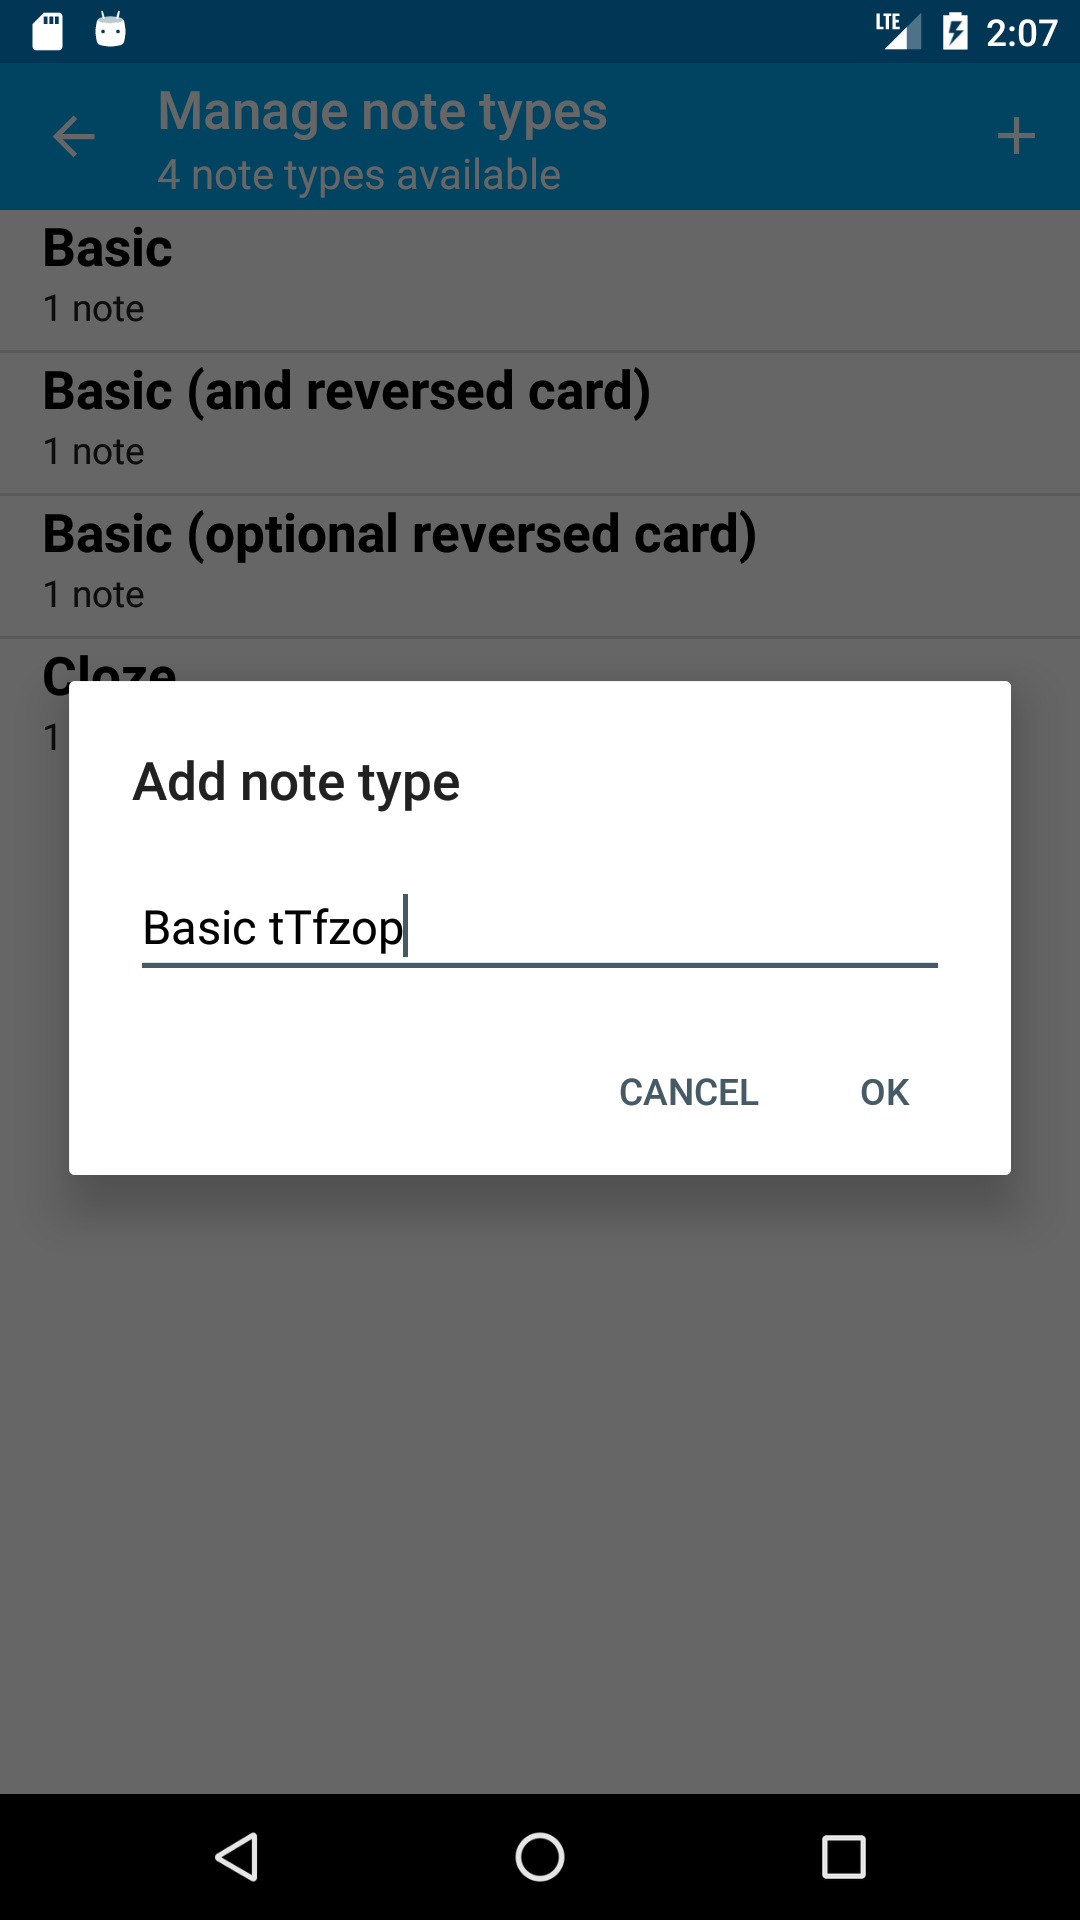 LTE 2:07
Manage note types
4 note types available
Basic
1 note
Basic (and reversed card)
1 note
Basic (optional reversed card)
1 note
Cloze
1
Add note type
Basic tTfzop
CANCEL OK